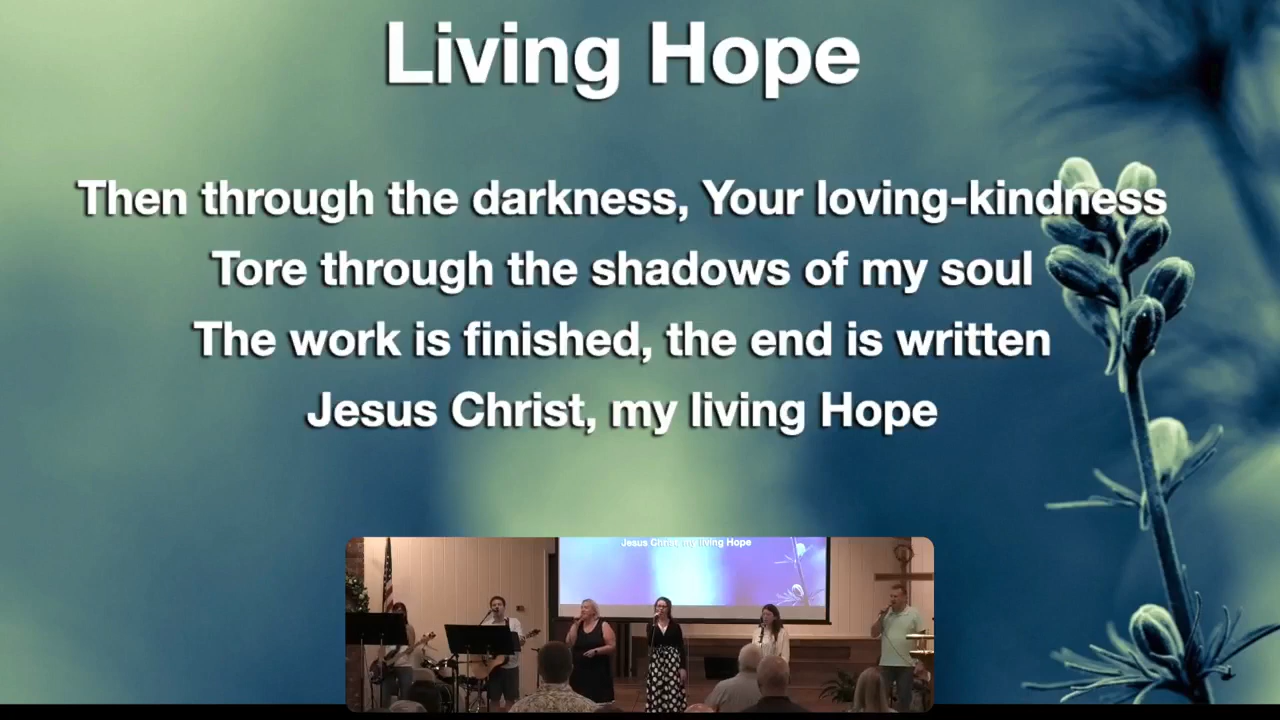 Living Hope
Then through the darkness, Your loving-kindness
Tore through the shadows of my soul
The work is finished, the end is written
Jesus Christ, my living Hope
Jesus Christ, my living Hope